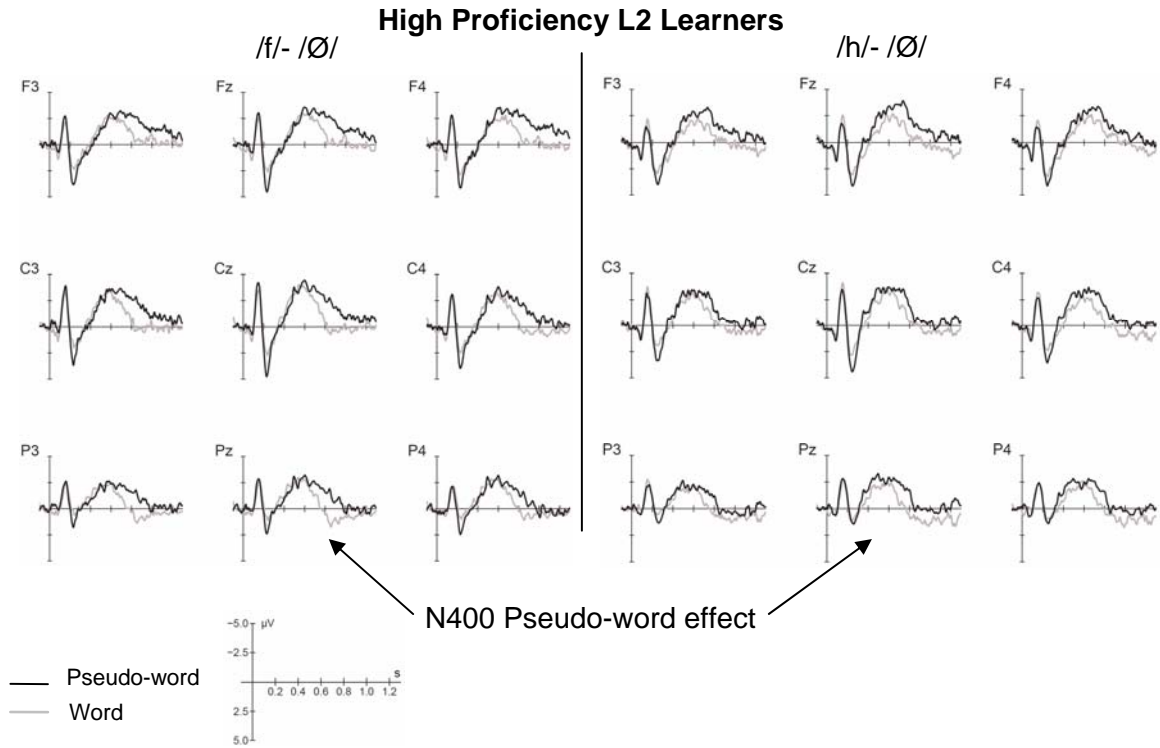 High Proficiency L2 Learners
/f/- /Ø/
/h/- /Ø/
F3 Fz F4
F3 Fz F4
C3 Cz C4
C3 Cz C4
P3 Pz P4
P3 Pz P4
N400 Pseudo-word effect
−5.0 µV
−2.5
s
0.2 0.4 0.6 0.8 1.0 1.2
2.5
5.0
Pseudo-word
Word